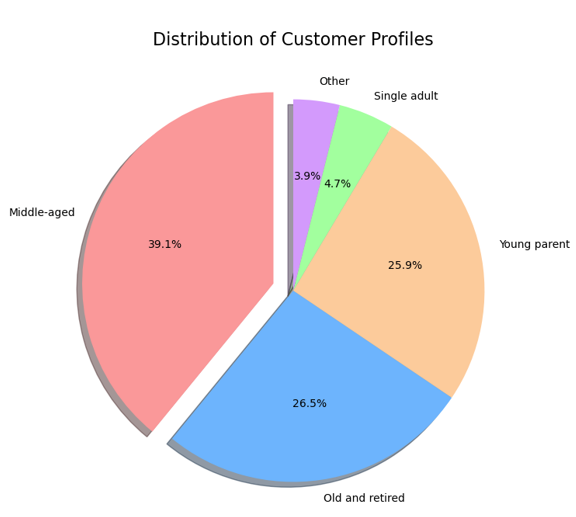 Distribution of Customer Profiles
Other
Single adult
3.9%
4.7%
Middle-aged
39.1%
Young parent
25.9%
26.5%
Old and retired